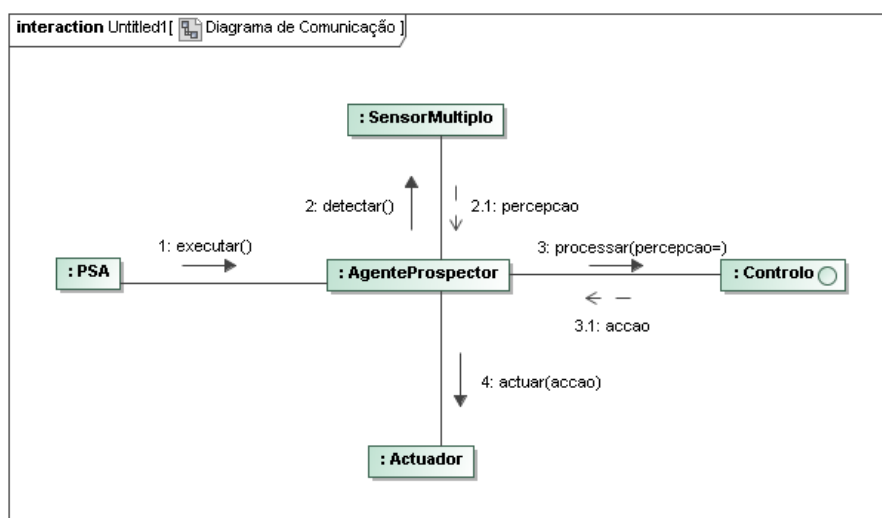 interaction Untitled1[ Diagrama de Comunicação ]
: SensorMultiplo
2: detectar()
2.1: percepcao
1: executar()
3: processar(percepcao=)
: PSA
: AgenteProspector
: Controlo
3.1: accao
4: actuar(accao)
: Actuador